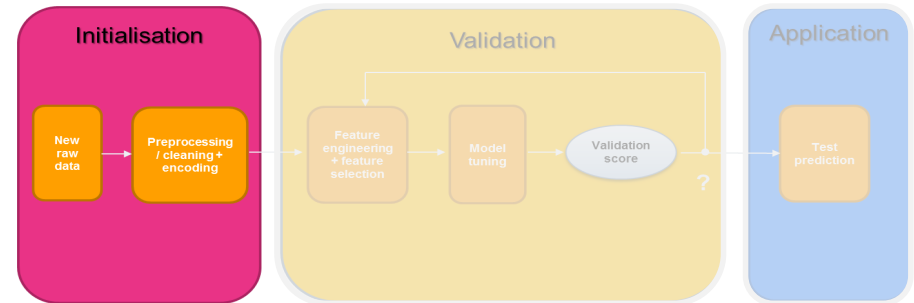 Initialisation
Validation
Application
New
raw
data
Preprocessing
/ cleaning +
encoding
Feature
engineering
+ feature
selection
Model
tuning
Validation
score
?
Test
prediction